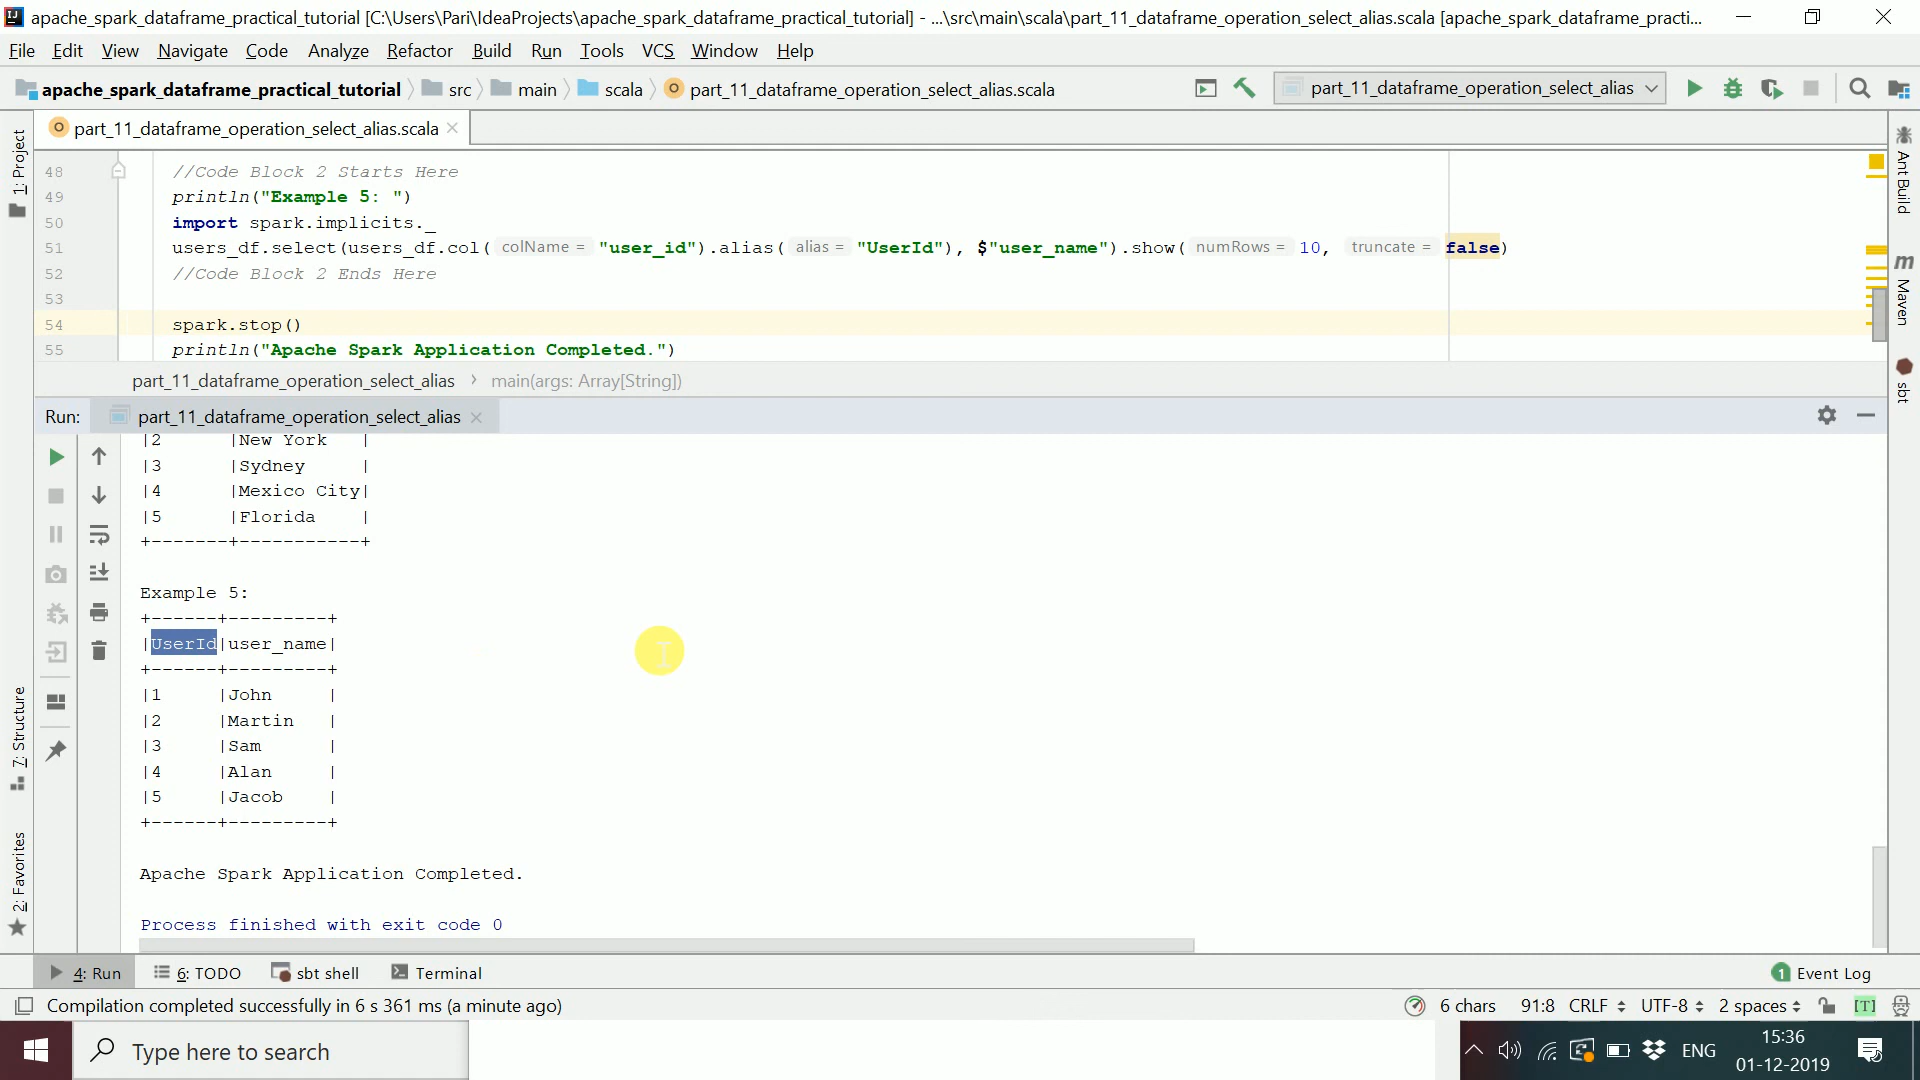 apache_spark_dataframe_practical_tutorial [C:\Users\Pari\IdeaProjects\apache_spark_dataframe_practical_tutorial] - ...\src\main\scala\part_11_dataframe_operation_select_alias.scala [apache_spark_dataframe_practi...
File Edit View Navigate Code Analyze Refactor Build Run Tools VCS Window Help
apache_spark_dataframe_practical_tutorial src main scala part_11_dataframe_operation_select_alias.scala part_11_dataframe_operation_select_alias
part_11_dataframe_operation_select_alias.scala
1: Project
7: Structure
2: Favorites
48 //Code Block 2 Starts Here
49 println("Example 5: ")
50 import spark.implicits._
51 users_df.select(users_df.col( colName = "user_id").alias( alias = "UserId"), $"user_name").show( numRows = 10, truncate = false)
52 //Code Block 2 Ends Here
53
54 spark.stop()
55 println("Apache Spark Application Completed.")
part_11_dataframe_operation_select_alias › main(args: Array[String])
Ant Build
m Maven
sbt
Run: part_11_dataframe_operation_select_alias
|2      |New York   |
|3      |Sydney     |
|4      |Mexico City|
|5      |Florida    |
+-------+-----------+
Example 5:
+------+---------+
|UserId|user_name|
+------+---------+
|1     |John     |
|2     |Martin   |
|3     |Sam      |
|4     |Alan     |
|5     |Jacob    |
+------+---------+
Apache Spark Application Completed.
Process finished with exit code 0
4: Run 6: TODO sbt shell Terminal 1 Event Log
Compilation completed successfully in 6 s 361 ms (a minute ago) 6 chars 91:8 CRLF UTF-8 2 spaces [T]
Type here to search ENG 15:36
01-12-2019